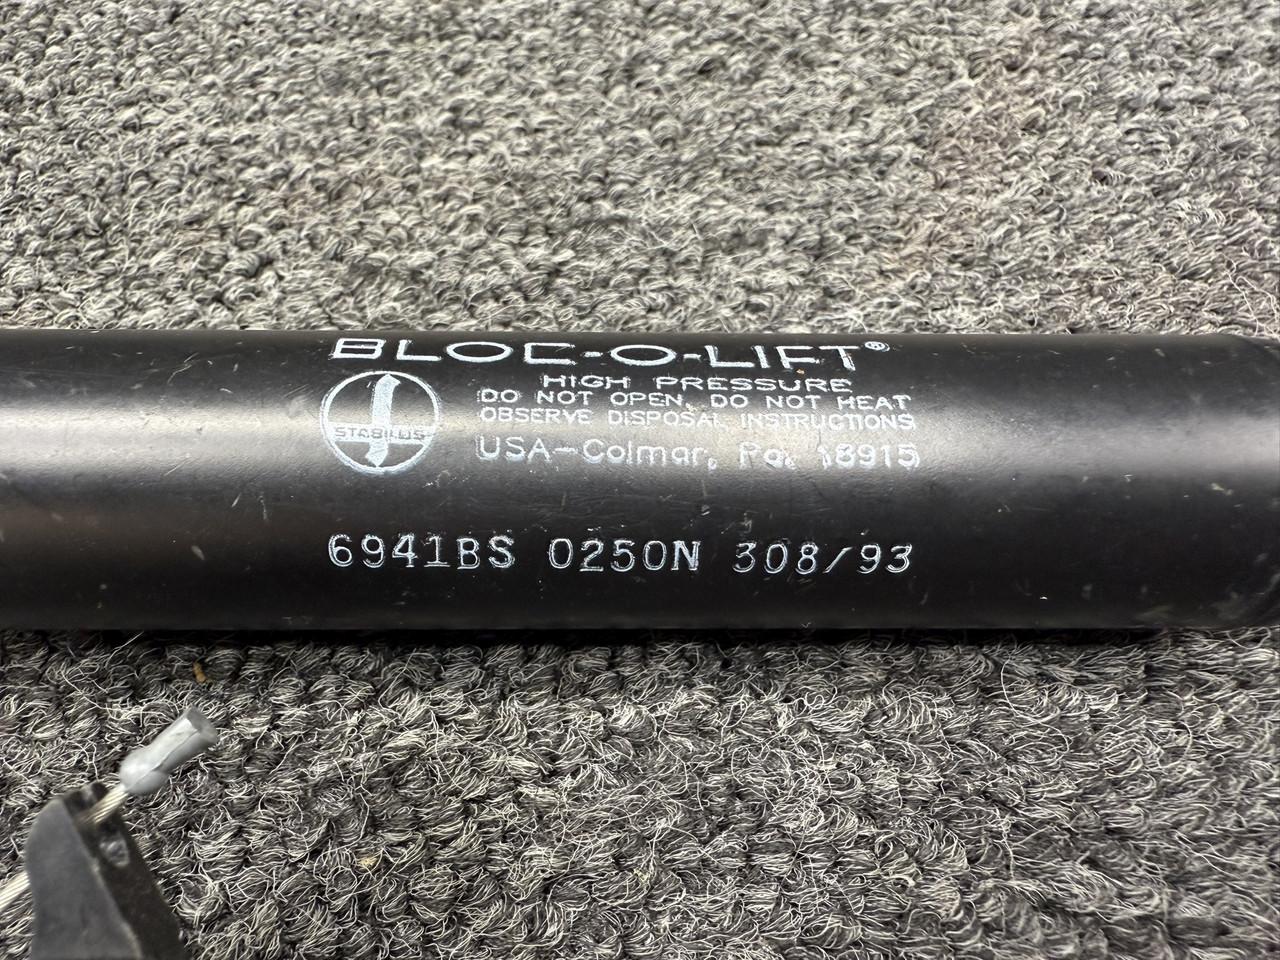 BLOC-O-LIFT®
STABILUS
HIGH PRESSURE
DO NOT OPEN, DO NOT HEAT
OBSERVE DISPOSAL INSTRUCTIONS
USA-Colmar, Pa. 18915
6941BS 0250N 308/93